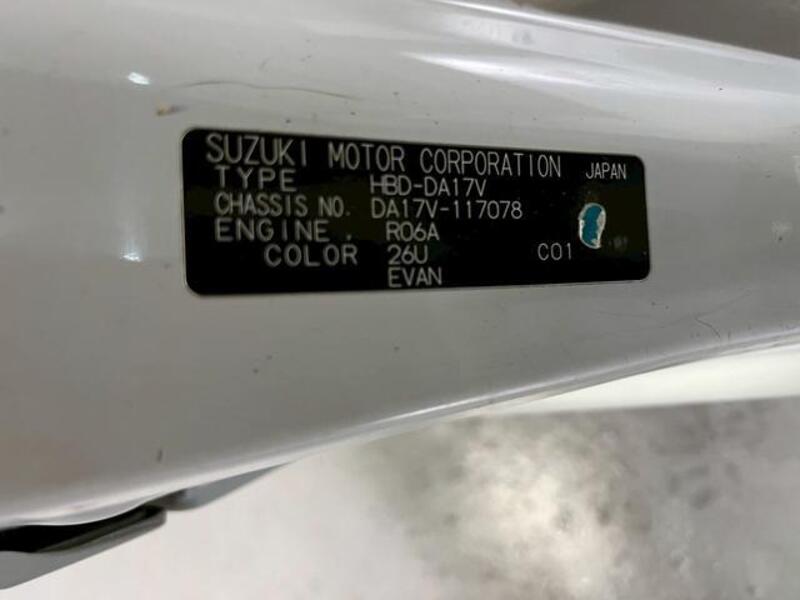 SUZUKI MOTOR CORPORATION JAPAN
TYPE HBD-DA17V
CHASSIS NO. DA17V-117078
ENGINE. R06A
COLOR 26U C01
EVAN